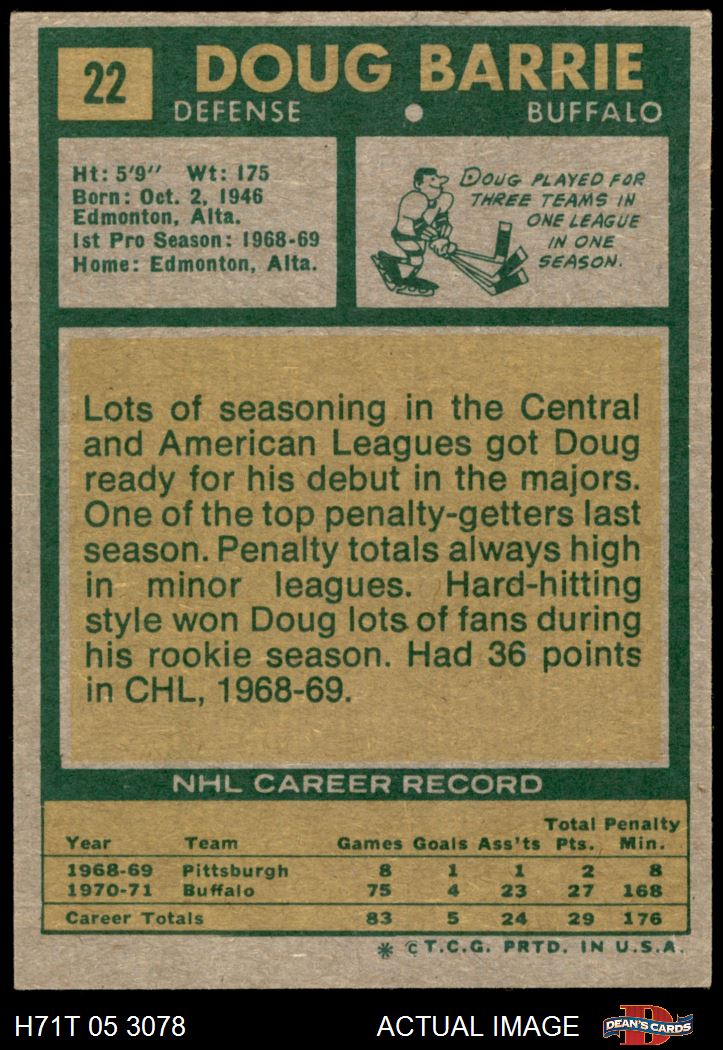 22
DOUG BARRIE
DEFENSE
BUFFALO
Ht: 5'9" Wt: 175
Born: Oct. 2, 1946
Edmonton, Alta.
1st Pro Season: 1968-69
Home: Edmonton, Alta.
DOUG PLAYED FOR
THREE TEAMS IN
ONE LEAGUE
IN ONE
SEASON.
Lots of seasoning in the Central
and American Leagues got Doug
ready for his debut in the majors.
One of the top penalty-getters last
season. Penalty totals always high
in minor leagues. Hard-hitting
style won Doug lots of fans during
his rookie season. Had 36 points
in CHL, 1968-69.
NHL CAREER RECORD
Total Penalty
Year Team Games Goals Ass'ts Pts. Min.
1968-69 Pittsburgh 8 1 1 2 8
1970-71 Buffalo 75 4 23 27 168
Career Totals 83 5 24 29 176
* © T.C.G. PRTD. IN U.S.A.
H71T 05 3078
ACTUAL IMAGE
D
DEAN'S CARDS